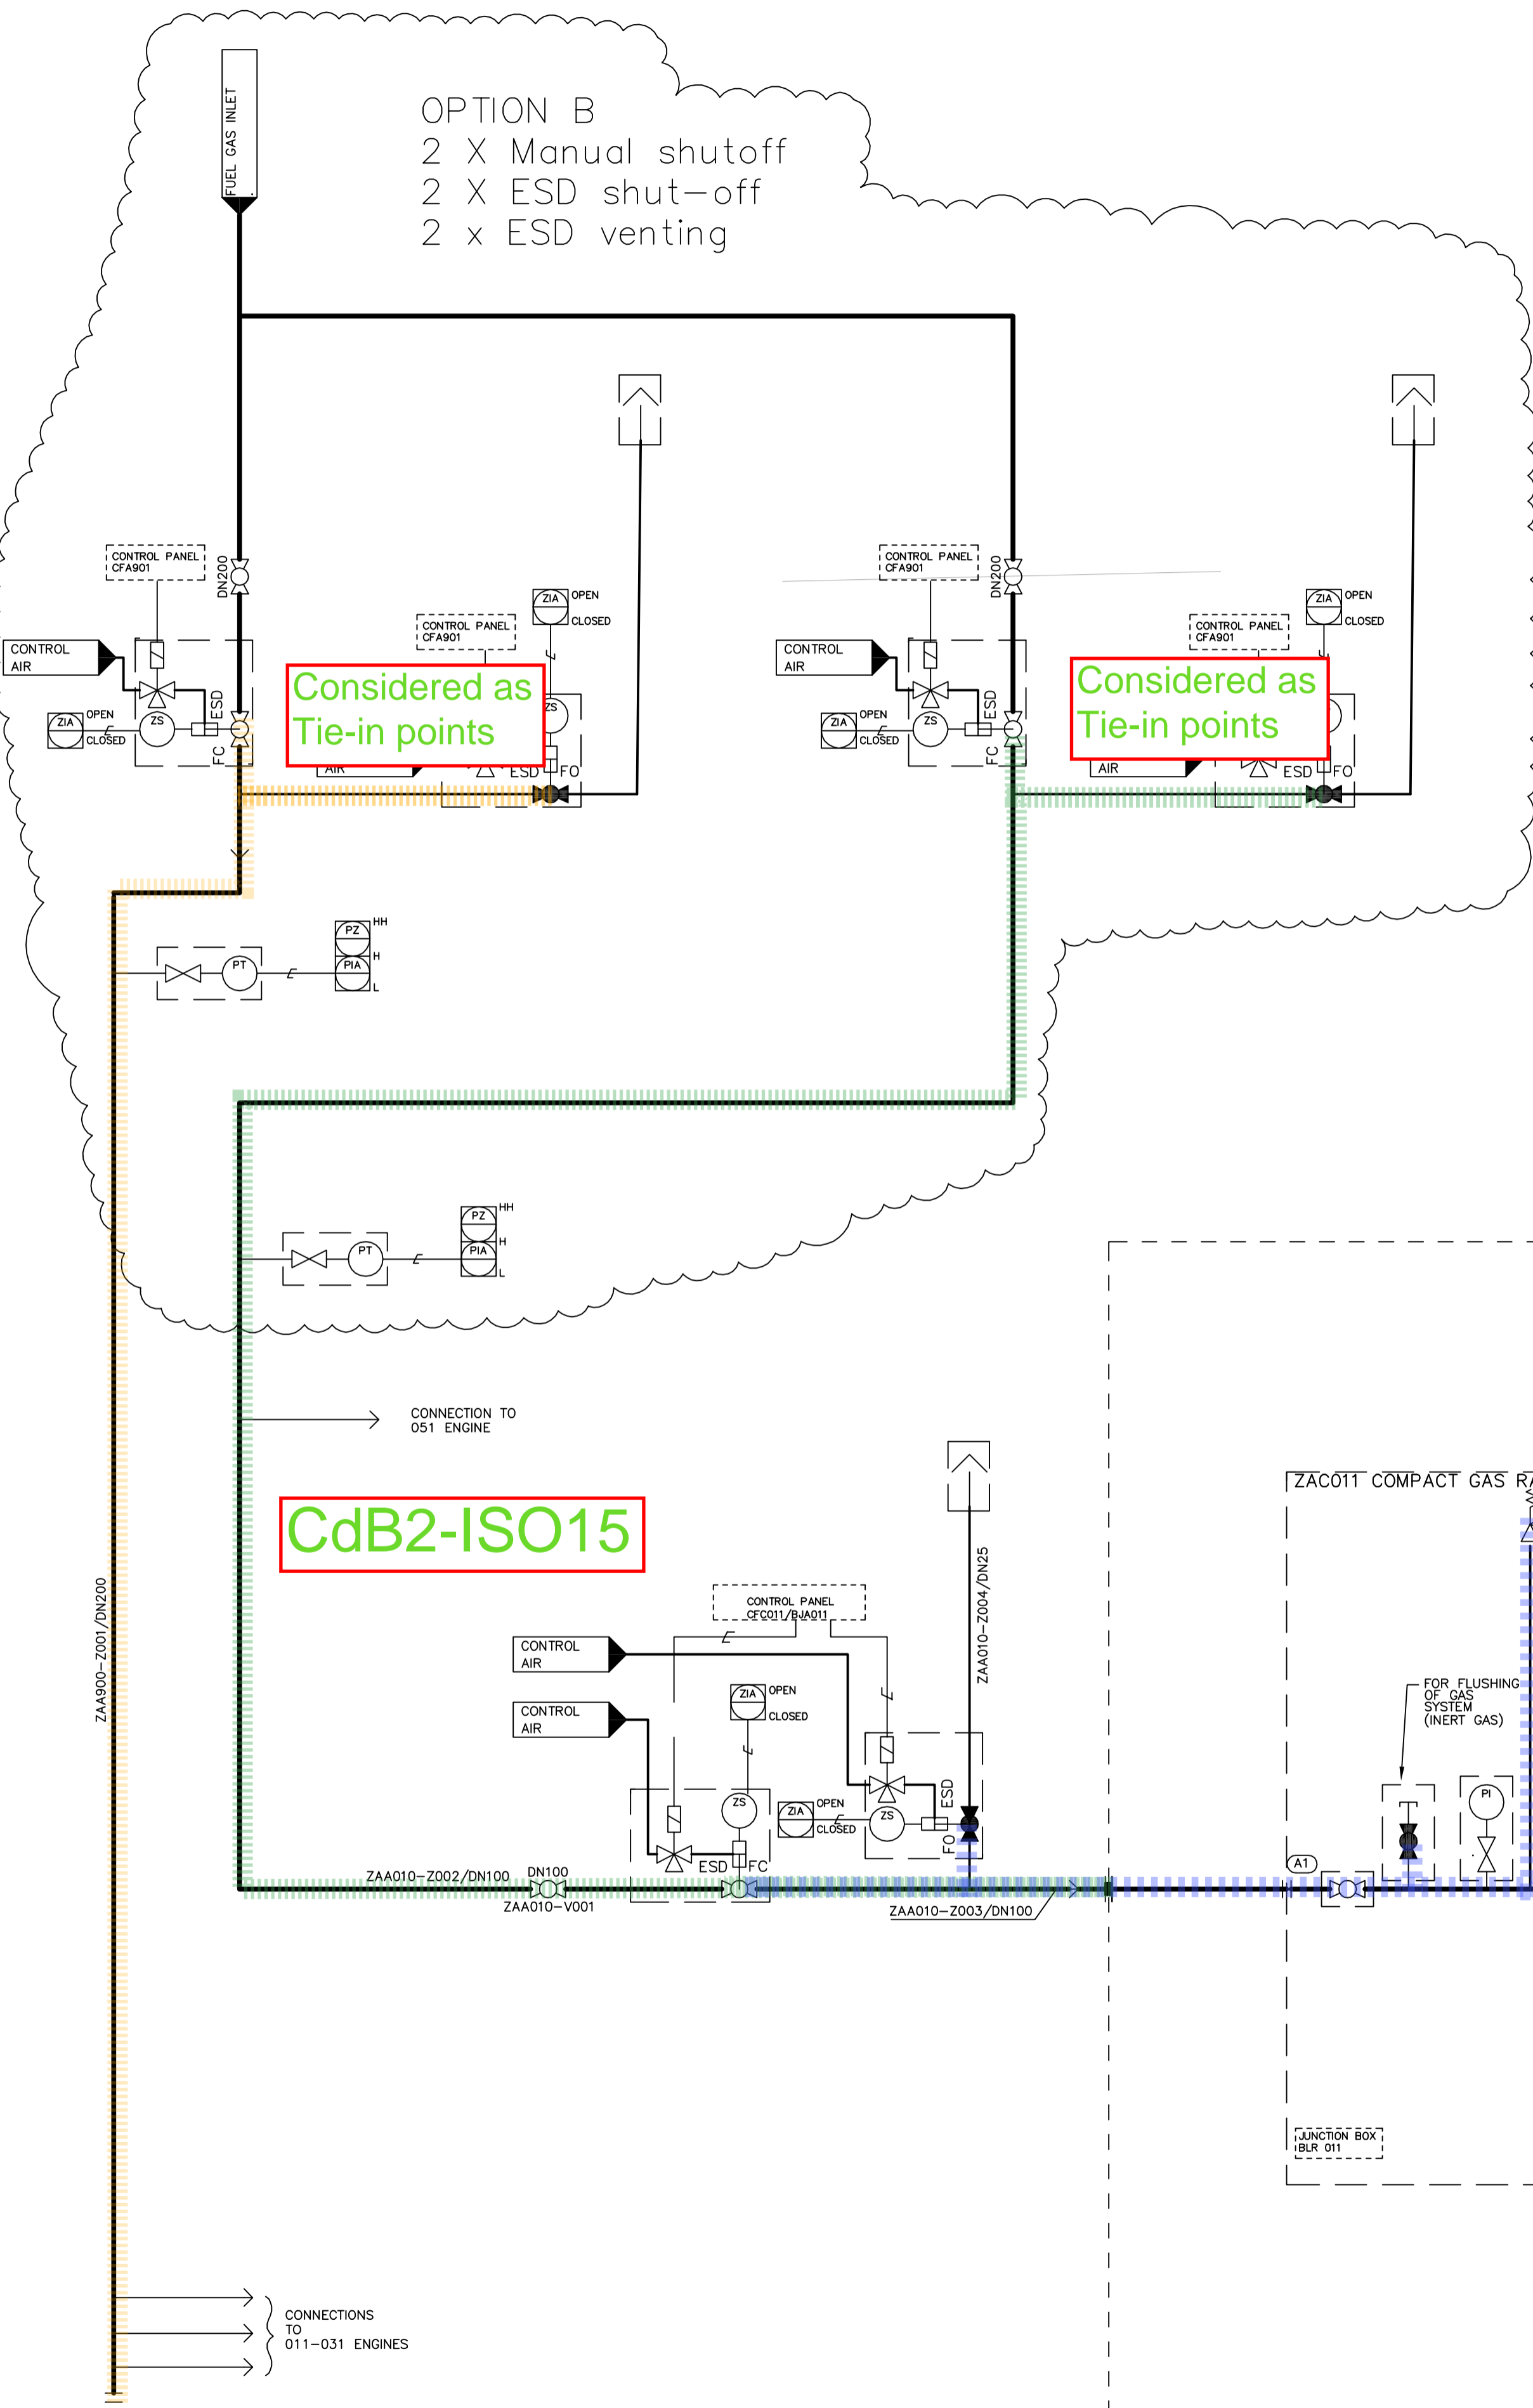 FUEL GAS INLET
OPTION B
2 X Manual shutoff
2 X ESD shut-off
2 x ESD venting
CONTROL PANEL
CFA901
DN200
CONTROL
AIR
ZIA
OPEN
CLOSED
ZS
ESD
FC
CONTROL PANEL
CFA901
ZIA
OPEN
CLOSED
Considered as
Tie-in points
ZS
AIR
ESD
FO
CONTROL PANEL
CFA901
DN200
CONTROL
AIR
ZIA
OPEN
CLOSED
ZS
ESD
FC
CONTROL PANEL
CFA901
ZIA
OPEN
CLOSED
Considered as
Tie-in points
AIR
ESD
FO
PT
PZ
HH
PIA
H
L
PT
PZ
HH
PIA
H
L
CONNECTION TO
051 ENGINE
CdB2-ISO15
ZAA900-Z001/DN200
CONTROL PANEL
CFC011/BJA011
CONTROL
AIR
CONTROL
AIR
ZIA
OPEN
CLOSED
ZAA010-Z004/DN25
ZS
ZIA
OPEN
CLOSED
ZS
ESD
FO
ESD
FC
ZAA010-Z002/DN100
DN100
ZAA010-V001
ZAA010-Z003/DN100
ZAC011 COMPACT GAS RA
FOR FLUSHING
OF GAS
SYSTEM
(INERT GAS)
PI
A1
JUNCTION BOX
BLR 011
CONNECTIONS
TO
011-031 ENGINES